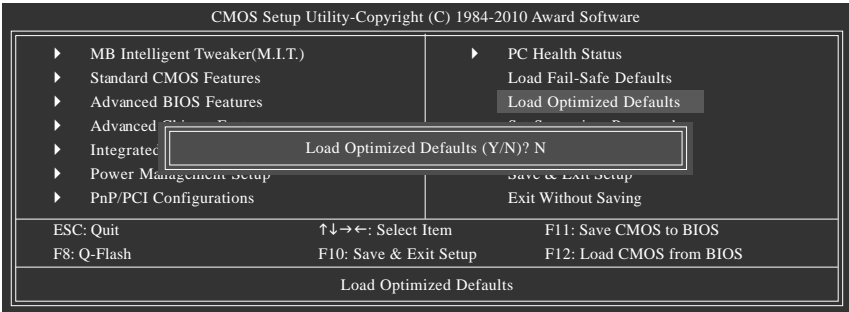 CMOS Setup Utility-Copyright (C) 1984-2010 Award Software
MB Intelligent Tweaker(M.I.T.)
Standard CMOS Features
Advanced BIOS Features
Advanced
Integrated
Power Management Setup
PnP/PCI Configurations
PC Health Status
Load Fail-Safe Defaults
Load Optimized Defaults
Save & Exit Setup
Exit Without Saving
Load Optimized Defaults (Y/N)? N
ESC: Quit
↑↓→←: Select Item
F11: Save CMOS to BIOS
F8: Q-Flash
F10: Save & Exit Setup
F12: Load CMOS from BIOS
Load Optimized Defaults